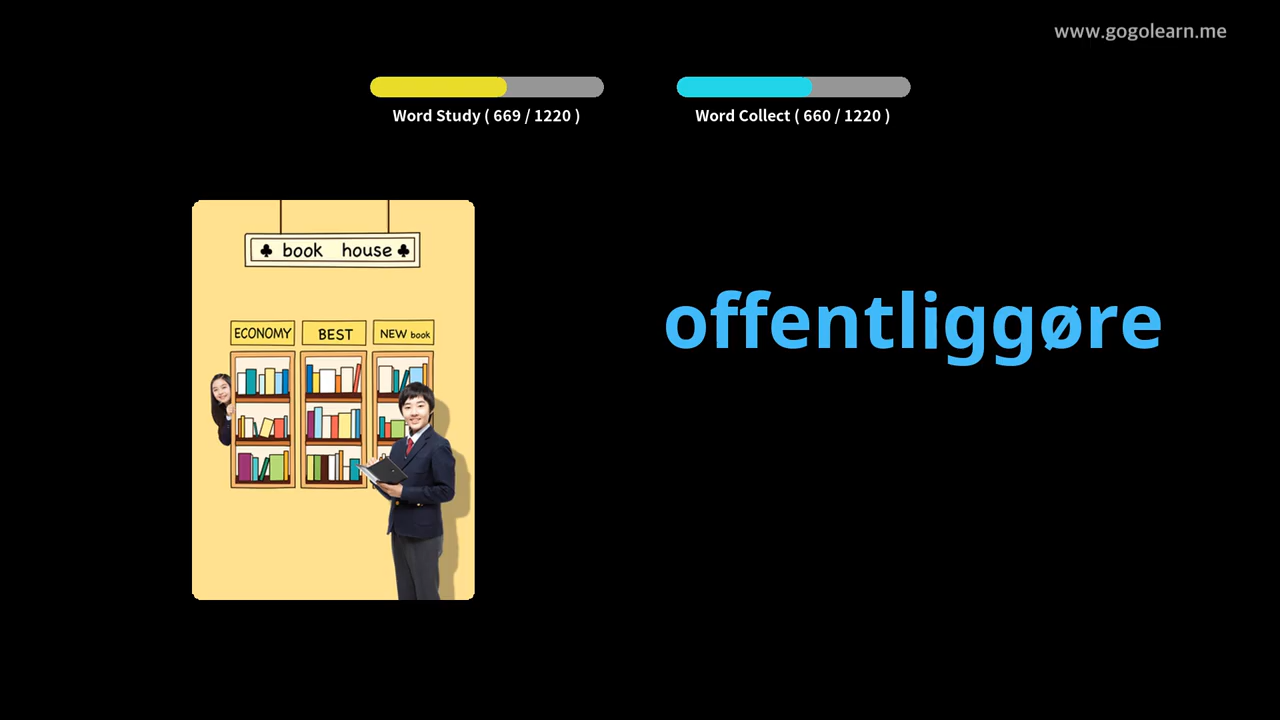 www.gogolearn.me
Word Study ( 669 / 1220 )
Word Collect ( 660 / 1220 )
♣ book house ♣
ECONOMY
BEST
NEW book
offentliggøre